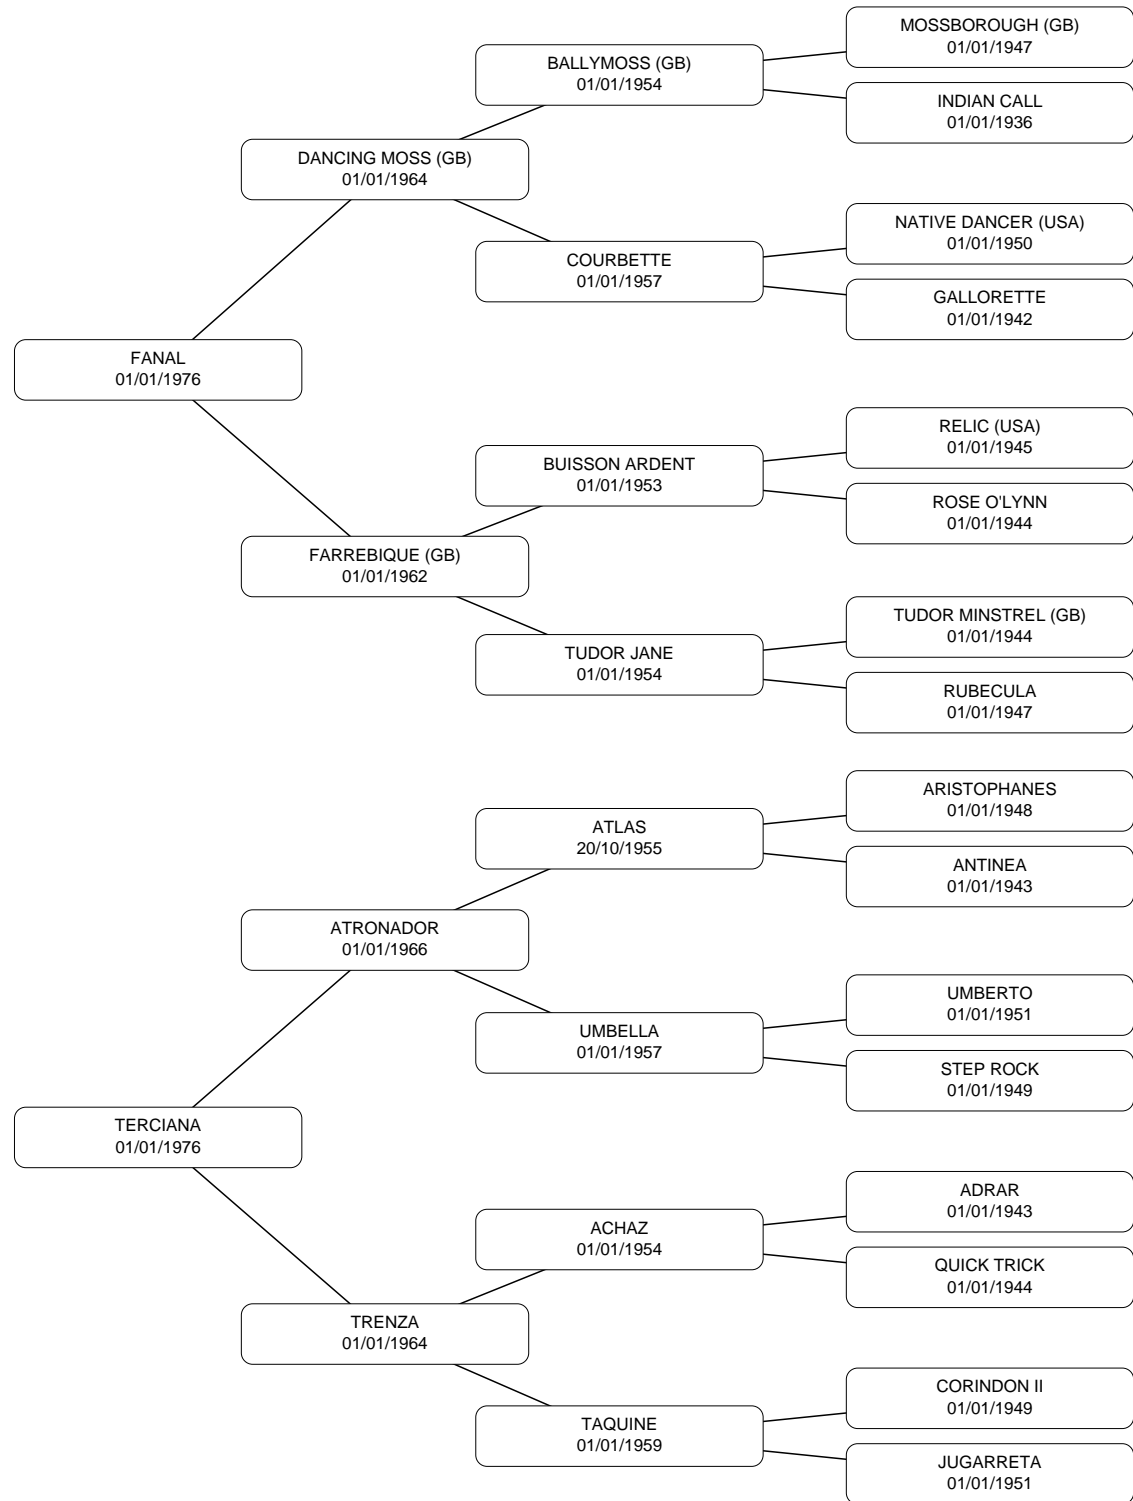 MOSSBOROUGH (GB)
01/01/1947
BALLYMOSS (GB)
01/01/1954
INDIAN CALL
01/01/1936
DANCING MOSS (GB)
01/01/1964
NATIVE DANCER (USA)
01/01/1950
COURBETTE
01/01/1957
GALLORETTE
01/01/1942
FANAL
01/01/1976
RELIC (USA)
01/01/1945
BUISSON ARDENT
01/01/1953
ROSE O'LYNN
01/01/1944
FARREBIQUE (GB)
01/01/1962
TUDOR MINSTREL (GB)
01/01/1944
TUDOR JANE
01/01/1954
RUBECULA
01/01/1947
ARISTOPHANES
01/01/1948
ATLAS
20/10/1955
ANTINEA
01/01/1943
ATRONADOR
01/01/1966
UMBERTO
01/01/1951
UMBELLA
01/01/1957
STEP ROCK
01/01/1949
TERCIANA
01/01/1976
ADRAR
01/01/1943
ACHAZ
01/01/1954
QUICK TRICK
01/01/1944
TRENZA
01/01/1964
CORINDON II
01/01/1949
TAQUINE
01/01/1959
JUGARRETA
01/01/1951